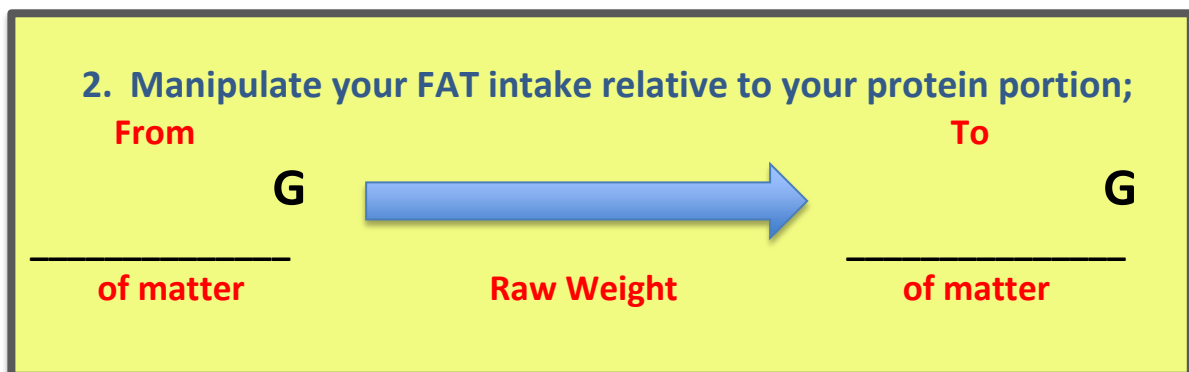 2. Manipulate your FAT intake relative to your protein portion;
From To
G G
______________ _______________
of matter Raw Weight of matter